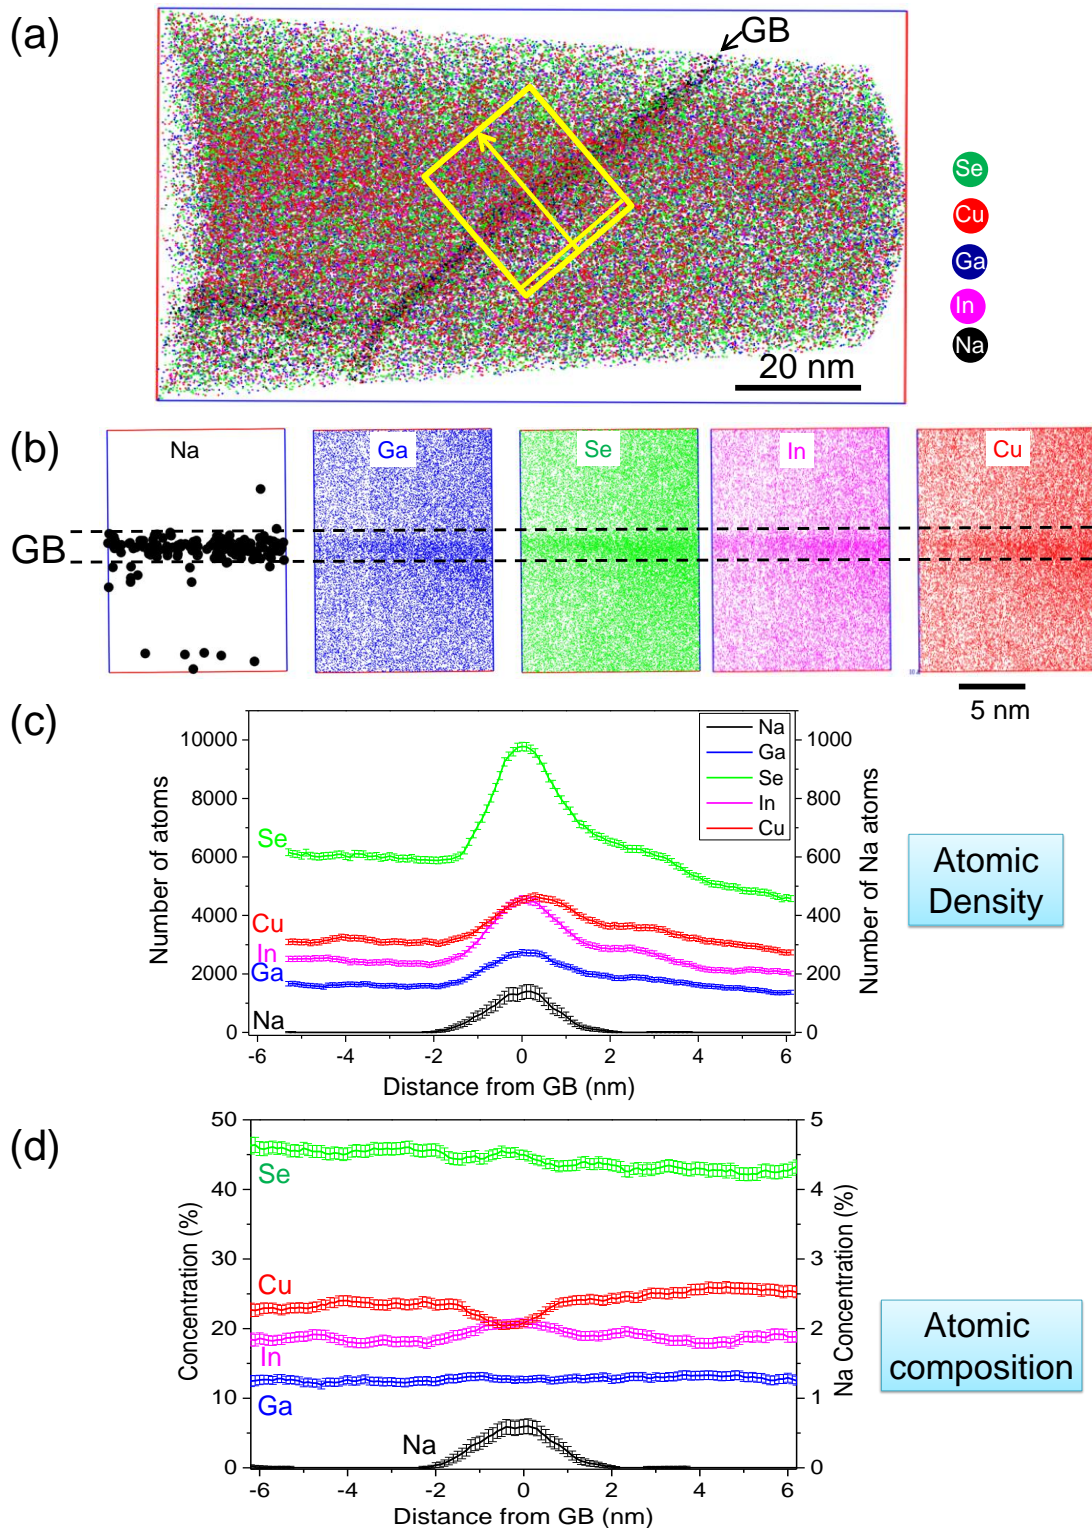 (a)
GB
Se
Cu
Ga
In
Na
20 nm
(b)
Na
Ga
Se
In
Cu
GB
5 nm
(c)
10000
8000
6000
4000
2000
0
Number of atoms
Se
Cu
In
Ga
Na
Na
Ga
Se
In
Cu
1000
800
600
400
200
0
Number of Na atoms
-6
-4
-2
0
2
4
6
Distance from GB (nm)
Atomic
Density
(d)
50
40
30
20
10
0
Concentration (%)
Se
Cu
In
Ga
Na
5
4
3
2
1
0
Na Concentration (%)
-6
-4
-2
0
2
4
6
Distance from GB (nm)
Atomic
composition